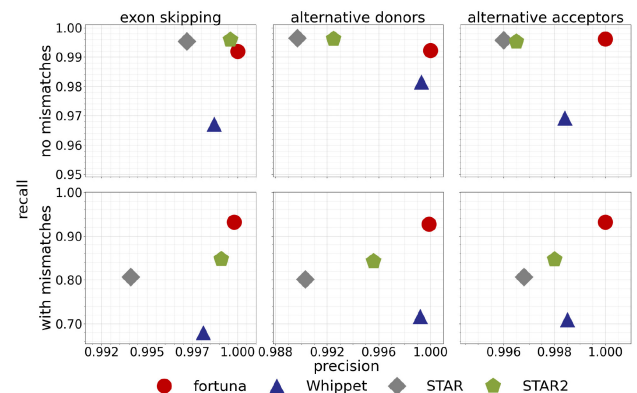 exon skipping alternative donors alternative acceptors
1.00
0.99
0.98
0.97
0.96
0.95
no mismatches
recall
1.00
0.90
0.80
0.70
with mismatches
0.992 0.995 0.997 1.000 0.988 0.992 0.996 1.000 0.996 0.998 1.000
precision
fortuna Whippet STAR STAR2